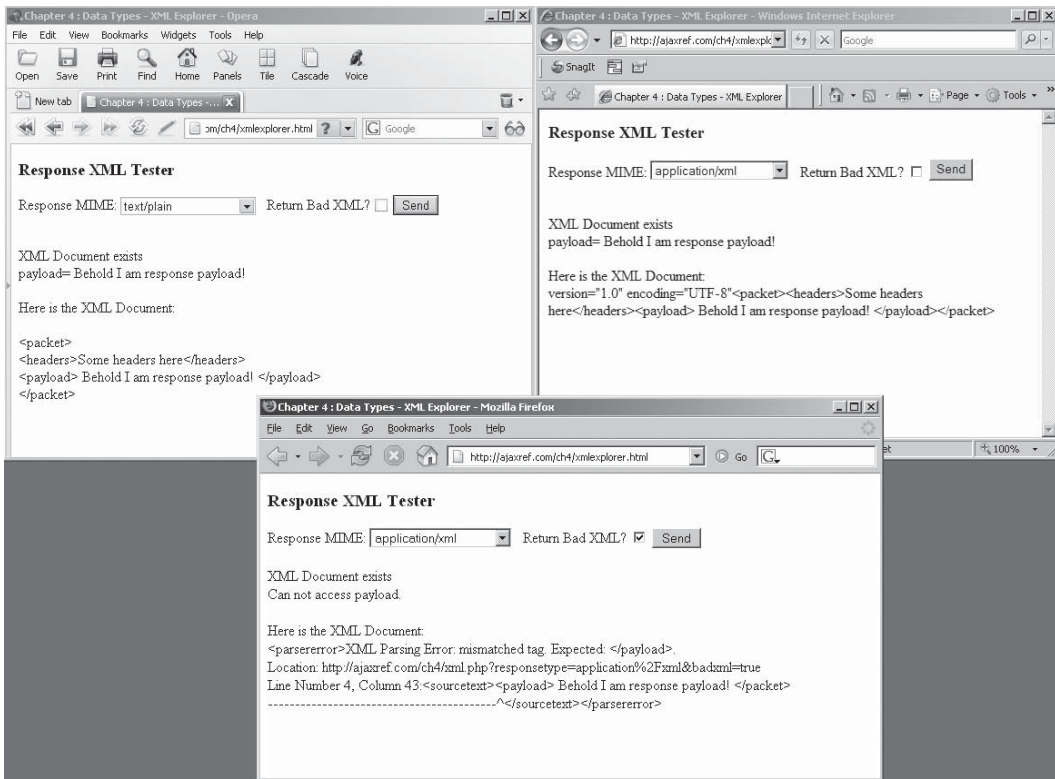 Chapter 4 : Data Types - XML Explorer - Opera
File Edit View Bookmarks Widgets Tools Help
Open Save Print Find Home Panels Tile Cascade Voice
New tab Chapter 4 : Data Types -... X
om/ch4/xmlexplorer.html ? G Google
Response XML Tester
Response MIME: text/plain Return Bad XML? Send
XML Document exists
payload= Behold I am response payload!
Here is the XML Document:
<packet>
<headers>Some headers here</headers>
<payload> Behold I am response payload! </payload>
</packet>
Chapter 4 : Data Types - XML Explorer - Windows Internet Explorer
http://ajaxref.com/ch4/xmlexplc Google
SnagIt
Chapter 4 : Data Types - XML Explorer Page Tools »
Response XML Tester
Response MIME: application/xml Return Bad XML? Send
XML Document exists
payload= Behold I am response payload!
Here is the XML Document:
version="1.0" encoding="UTF-8"<packet><headers>Some headers
here</headers><payload> Behold I am response payload! </payload></packet>
et 100%
Chapter 4 : Data Types - XML Explorer - Mozilla Firefox
File Edit View Go Bookmarks Tools Help
http://ajaxref.com/ch4/xmlexplorer.html Go G
Response XML Tester
Response MIME: application/xml Return Bad XML? Send
XML Document exists
Can not access payload.
Here is the XML Document:
<parsererror>XML Parsing Error: mismatched tag. Expected: </payload>.
Location: http://ajaxref.com/ch4/xml.php?responsetype=application%2Fxml&badxml=true
Line Number 4, Column 43:<sourcetext><payload> Behold I am response payload! </packet>
------------------------------------------^</sourcetext></parsererror>